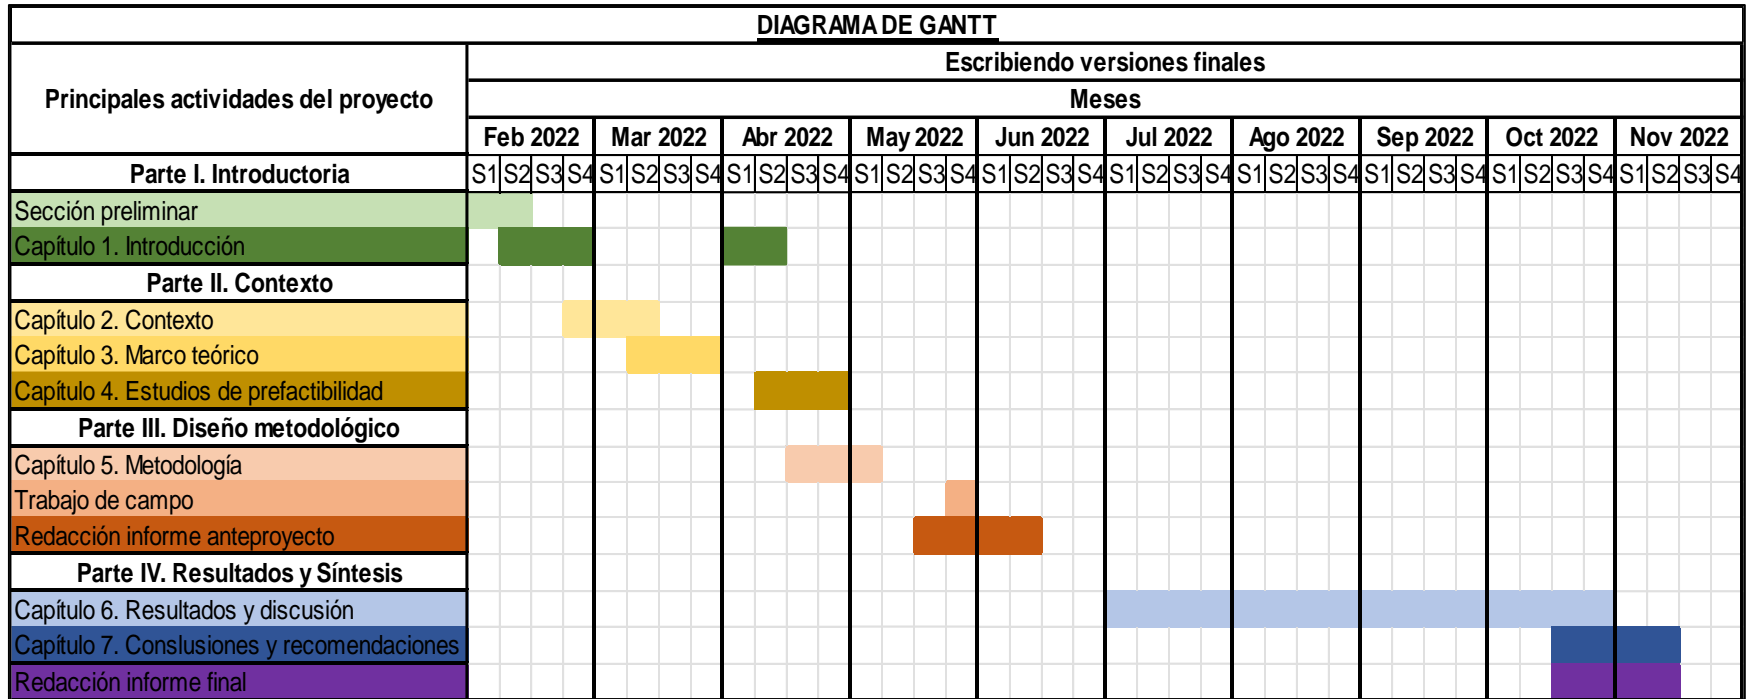 DIAGRAMA DE GANTT
Principales actividades del proyecto
Escribiendo versiones finales
Meses
Feb 2022 Mar 2022 Abr 2022 May 2022 Jun 2022 Jul 2022 Ago 2022 Sep 2022 Oct 2022 Nov 2022
Parte I. Introductoria S1 S2 S3 S4 S1 S2 S3 S4 S1 S2 S3 S4 S1 S2 S3 S4 S1 S2 S3 S4 S1 S2 S3 S4 S1 S2 S3 S4 S1 S2 S3 S4 S1 S2 S3 S4 S1 S2 S3 S4
Sección preliminar
Capítulo 1. Introducción
Parte II. Contexto
Capítulo 2. Contexto
Capítulo 3. Marco teórico
Capítulo 4. Estudios de prefactibilidad
Parte III. Diseño metodológico
Capítulo 5. Metodología
Trabajo de campo
Redacción informe anteproyecto
Parte IV. Resultados y Síntesis
Capítulo 6. Resultados y discusión
Capítulo 7. Conslusiones y recomendaciones
Redacción informe final